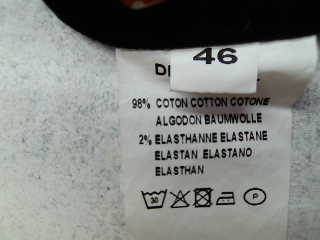 46
98% COTON COTTON COTONE
ALGODON BAUMWOLLE
2% ELASTHANNE ELASTANE
ELASTAN ELASTANO
ELASTHAN
30 P